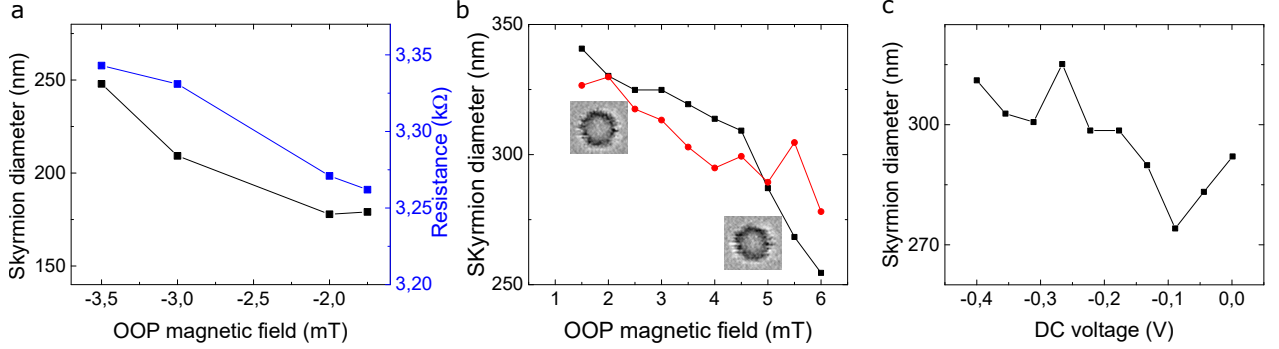 a
Skyrmion diameter (nm)
250
200
150
3,35
3,30
3,25
3,20
Resistance (kΩ)
-3,5 -3,0 -2,5 -2,0
OOP magnetic field (mT)
b
SKyrmion diameter (nm)
350
300
250
1 2 3 4 5 6
OOP magnetic field (mT)
c
Skyrmion diameter (nm)
300
270
-0,4 -0,3 -0,2 -0,1 0,0
DC voltage (V)